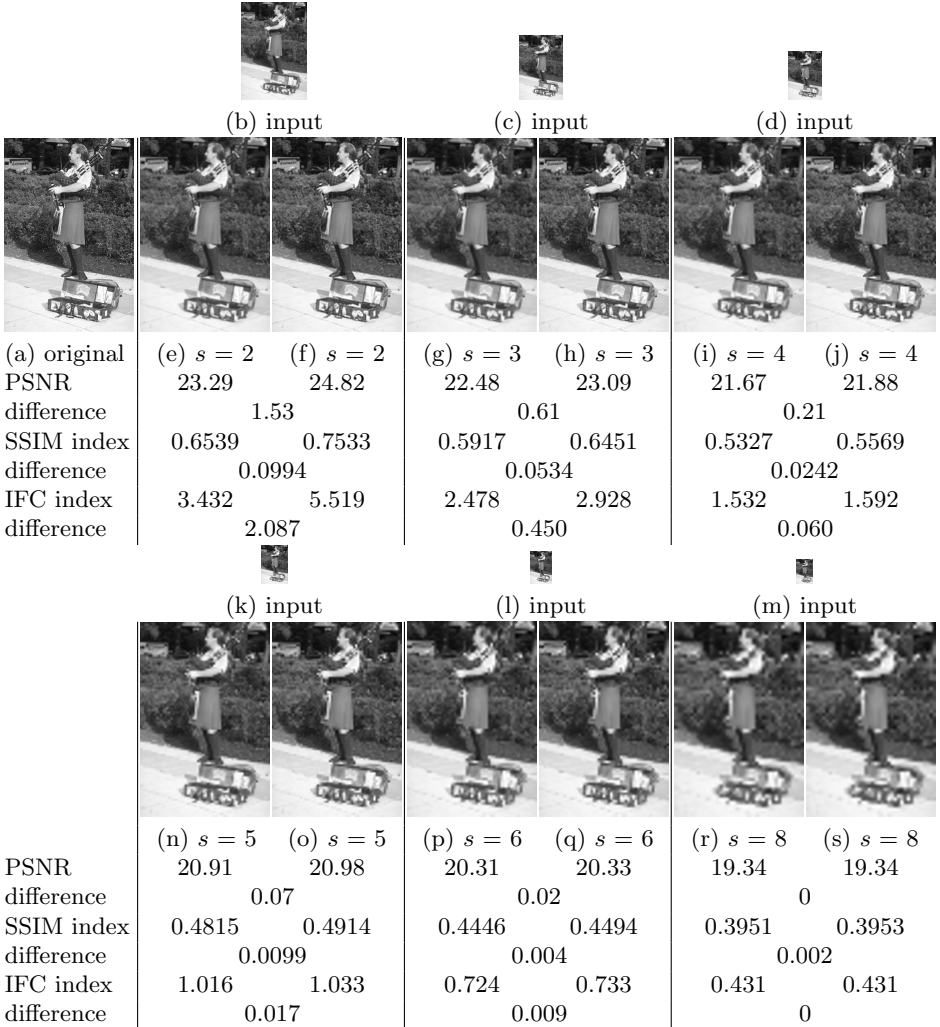 (b) input (c) input (d) input
(a) original (e) s = 2 (f) s = 2 (g) s = 3 (h) s = 3 (i) s = 4 (j) s = 4
PSNR 23.29 24.82 22.48 23.09 21.67 21.88
difference 1.53 0.61 0.21
SSIM index 0.6539 0.7533 0.5917 0.6451 0.5327 0.5569
difference 0.0994 0.0534 0.0242
IFC index 3.432 5.519 2.478 2.928 1.532 1.592
difference 2.087 0.450 0.060
(k) input (l) input (m) input
(n) s = 5 (o) s = 5 (p) s = 6 (q) s = 6 (r) s = 8 (s) s = 8
PSNR 20.91 20.98 20.31 20.33 19.34 19.34
difference 0.07 0.02 0
SSIM index 0.4815 0.4914 0.4446 0.4494 0.3951 0.3953
difference 0.0099 0.004 0.002
IFC index 1.016 1.033 0.724 0.733 0.431 0.431
difference 0.017 0.009 0